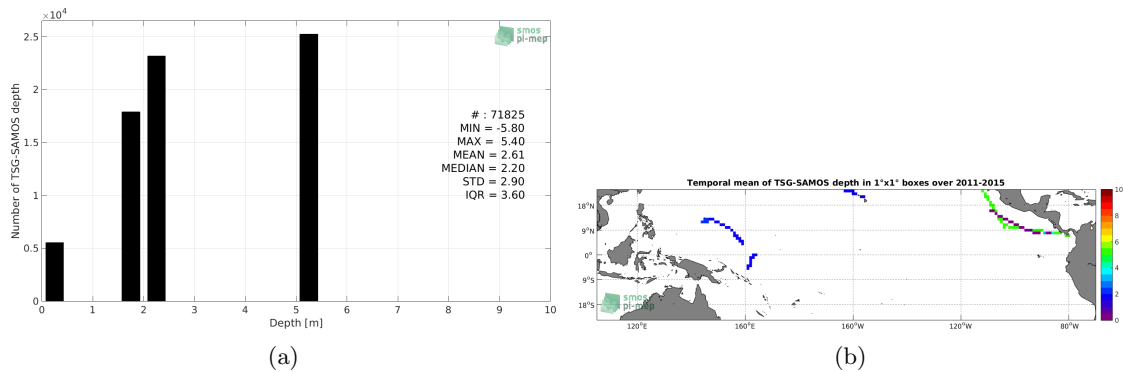 ×10⁴
2.5
2
1.5
1
0.5
0
Number of TSG-SAMOS depth
smos
pi-mep
# : 71825
MIN = -5.80
MAX = 5.40
MEAN = 2.61
MEDIAN = 2.20
STD = 2.90
IQR = 3.60
0 1 2 3 4 5 6 7 8 9 10
Depth [m]
(a)
Temporal mean of TSG-SAMOS depth in 1°x1° boxes over 2011-2015
18°N
9°N
0°
9°S
18°S
smos
pi-mep
120°E 160°E 160°W 120°W 80°W
10
8
6
4
2
0
(b)